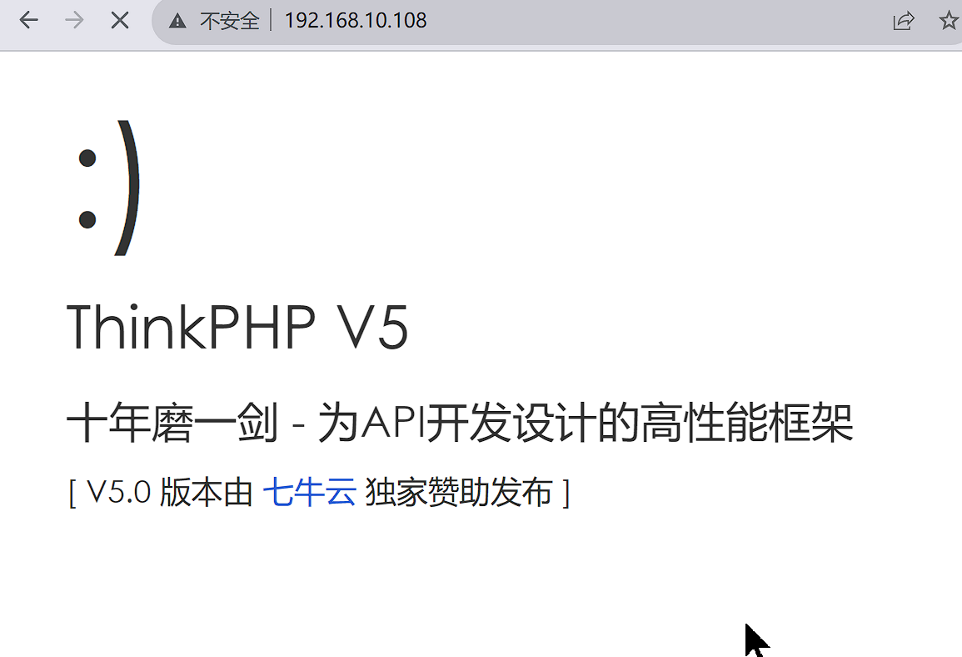 不安全 | 192.168.10.108
:)
ThinkPHP V5
十年磨一剑 - 为API开发设计的高性能框架
[ V5.0 版本由 七牛云 独家赞助发布 ]